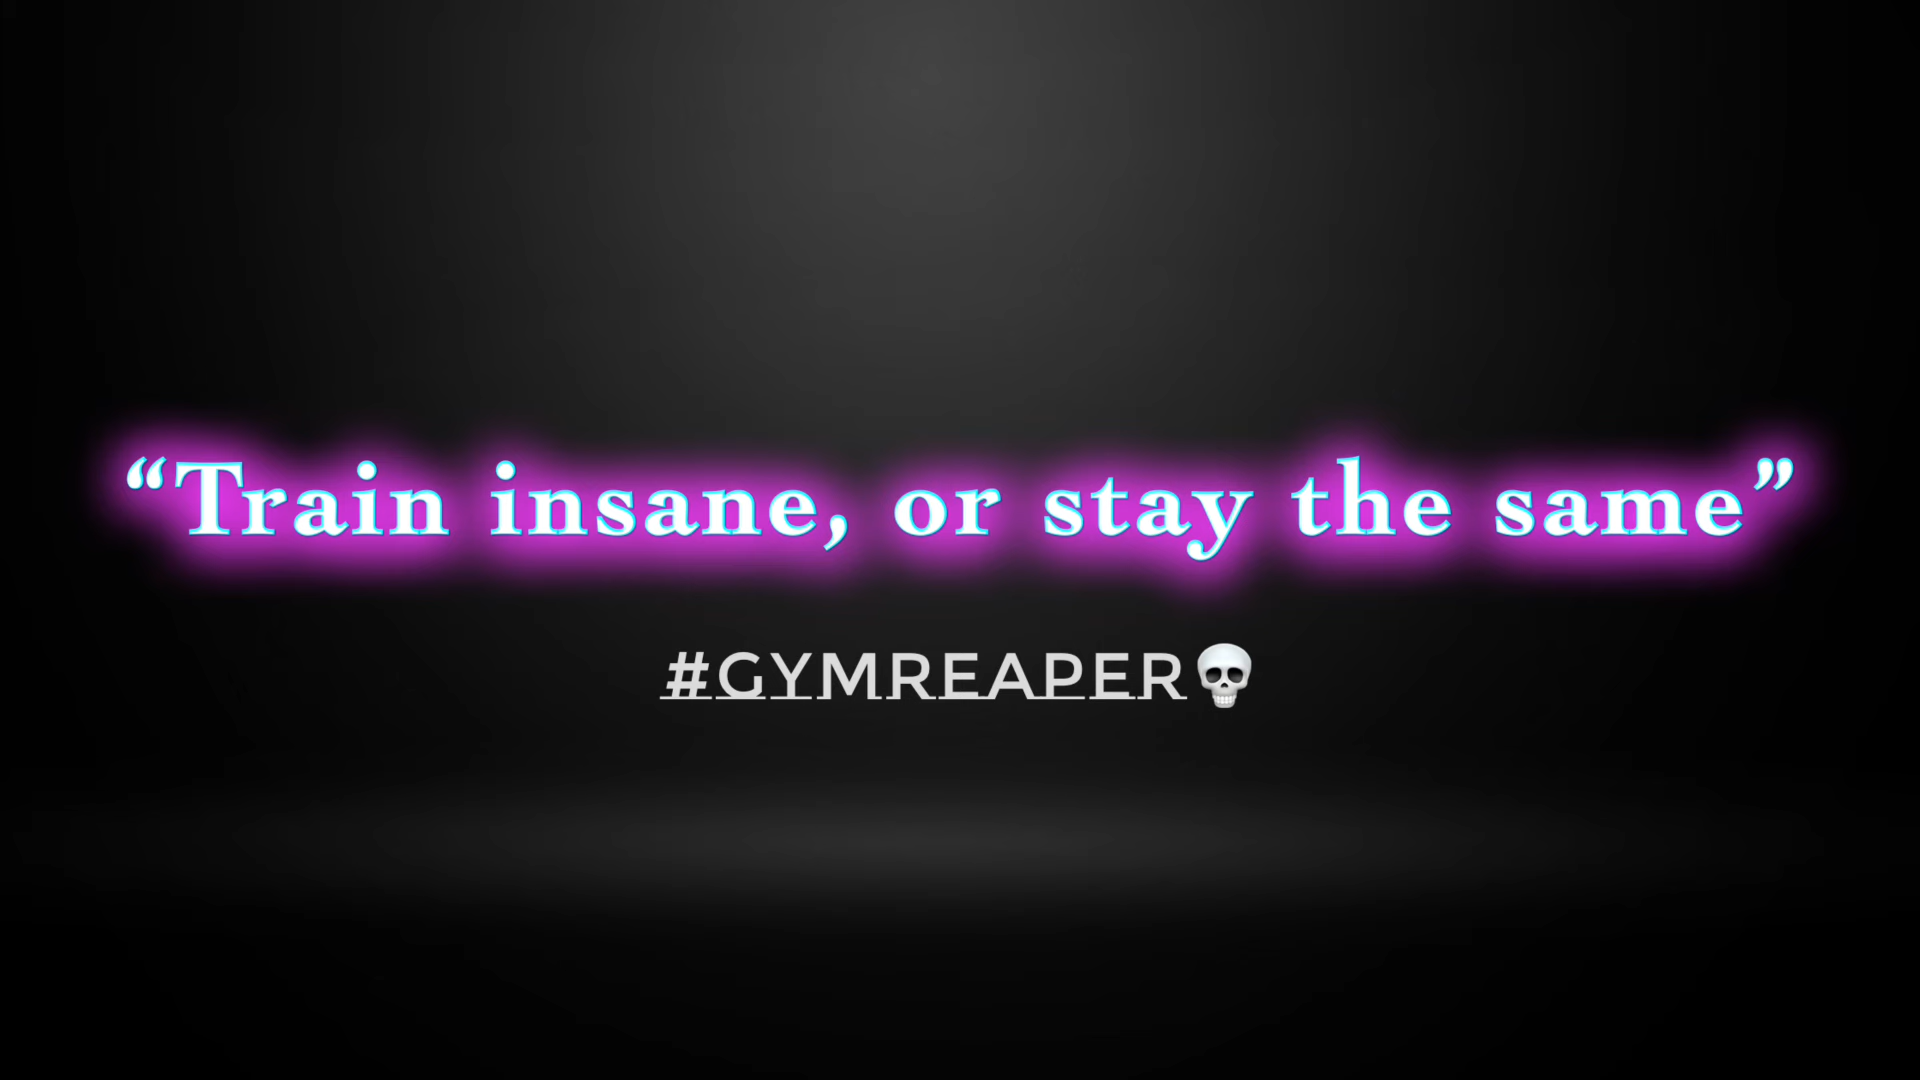 “Train insane, or stay the same”
#GYMREAPER💀